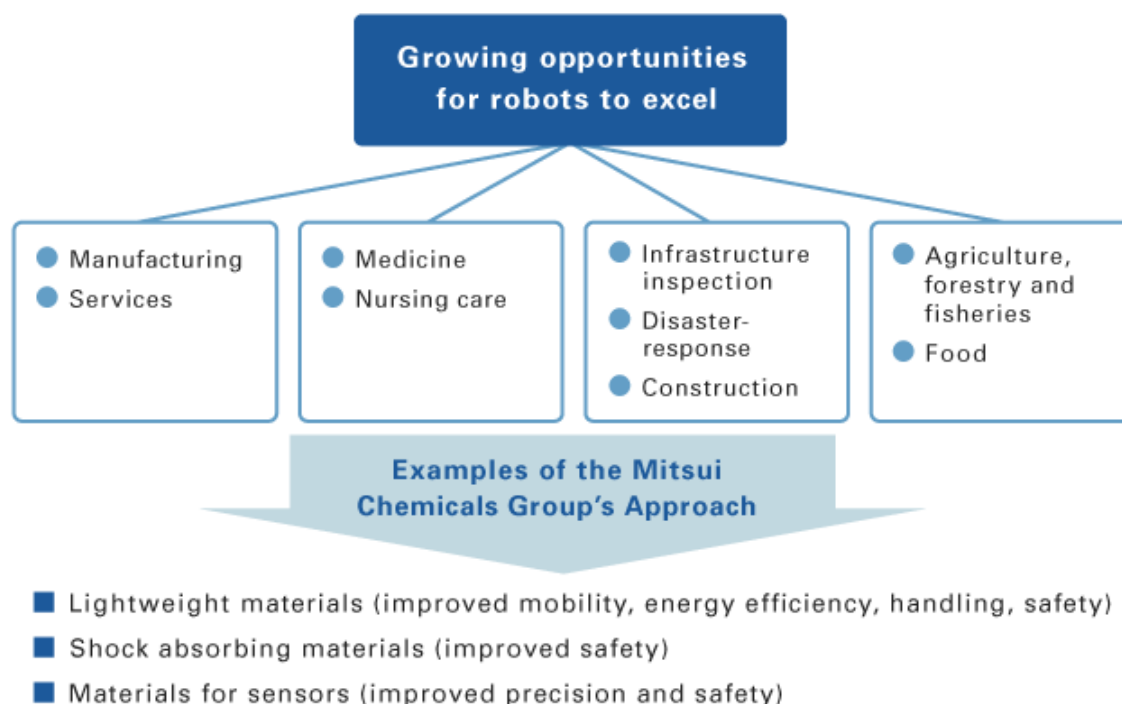 Growing opportunities
for robots to excel
Manufacturing
Services
Medicine
Nursing care
Infrastructure
inspection
Disaster-
response
Construction
Agriculture,
forestry and
fisheries
Food
Examples of the Mitsui
Chemicals Group’s Approach
Lightweight materials (improved mobility, energy efficiency, handling, safety)
Shock absorbing materials (improved safety)
Materials for sensors (improved precision and safety)